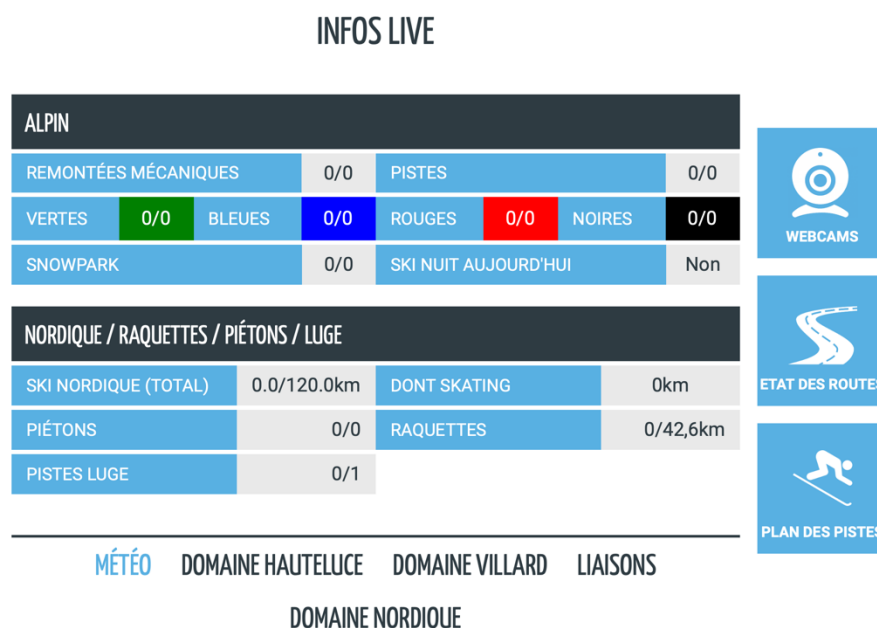 INFOS LIVE
ALPIN
REMONTÉES MÉCANIQUES 0/0 PISTES 0/0
VERTES 0/0 BLEUES 0/0 ROUGES 0/0 NOIRES 0/0
SNOWPARK 0/0 SKI NUIT AUJOURD'HUI Non
NORDIQUE / RAQUETTES / PIÉTONS / LUGE
SKI NORDIQUE (TOTAL) 0.0/120.0km DONT SKATING 0km
PIÉTONS 0/0 RAQUETTES 0/42,6km
PISTES LUGE 0/1
WEBCAMS
ETAT DES ROUTES
PLAN DES PISTES
MÉTÉO DOMAINE HAUTELUCE DOMAINE VILLARD LIAISONS
DOMAINE NORDIQUE